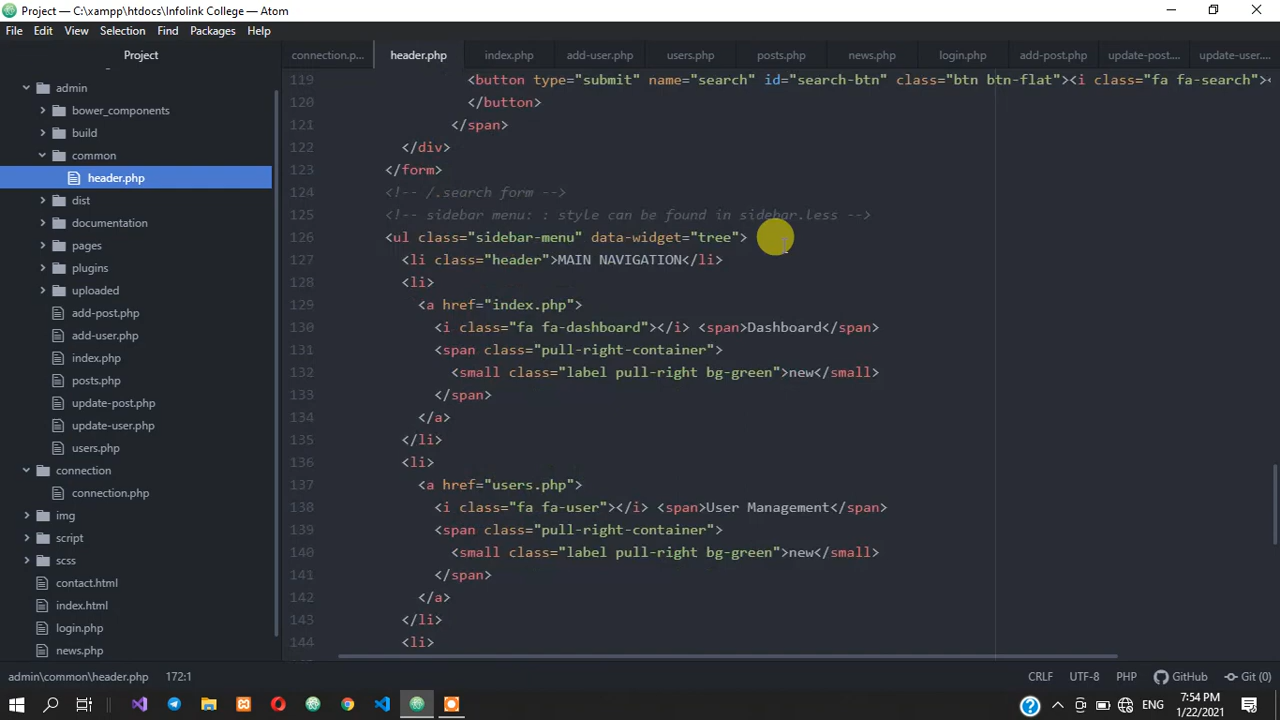 Project — C:\xampp\htdocs\Infolink College — Atom
File Edit View Selection Find Packages Help
Project
connection.p... header.php index.php add-user.php users.php posts.php news.php login.php add-post.php update-post.... update-user....
admin
bower_components
build
common
header.php
dist
documentation
pages
plugins
uploaded
add-post.php
add-user.php
index.php
posts.php
update-post.php
update-user.php
users.php
connection
connection.php
img
script
scss
contact.html
index.html
login.php
news.php
119 <button type="submit" name="search" id="search-btn" class="btn btn-flat"><i class="fa fa-search"><
120 </button>
121 </span>
122 </div>
123 </form>
124 <!-- /.search form -->
125 <!-- sidebar menu: : style can be found in sidebar.less -->
126 <ul class="sidebar-menu" data-widget="tree">
127 <li class="header">MAIN NAVIGATION</li>
128 <li>
129 <a href="index.php">
130 <i class="fa fa-dashboard"></i> <span>Dashboard</span>
131 <span class="pull-right-container">
132 <small class="label pull-right bg-green">new</small>
133 </span>
134 </a>
135 </li>
136 <li>
137 <a href="users.php">
138 <i class="fa fa-user"></i> <span>User Management</span>
139 <span class="pull-right-container">
140 <small class="label pull-right bg-green">new</small>
141 </span>
142 </a>
143 </li>
144 <li>
admin\common\header.php 172:1 CRLF UTF-8 PHP GitHub Git (0)
7:54 PM
1/22/2021